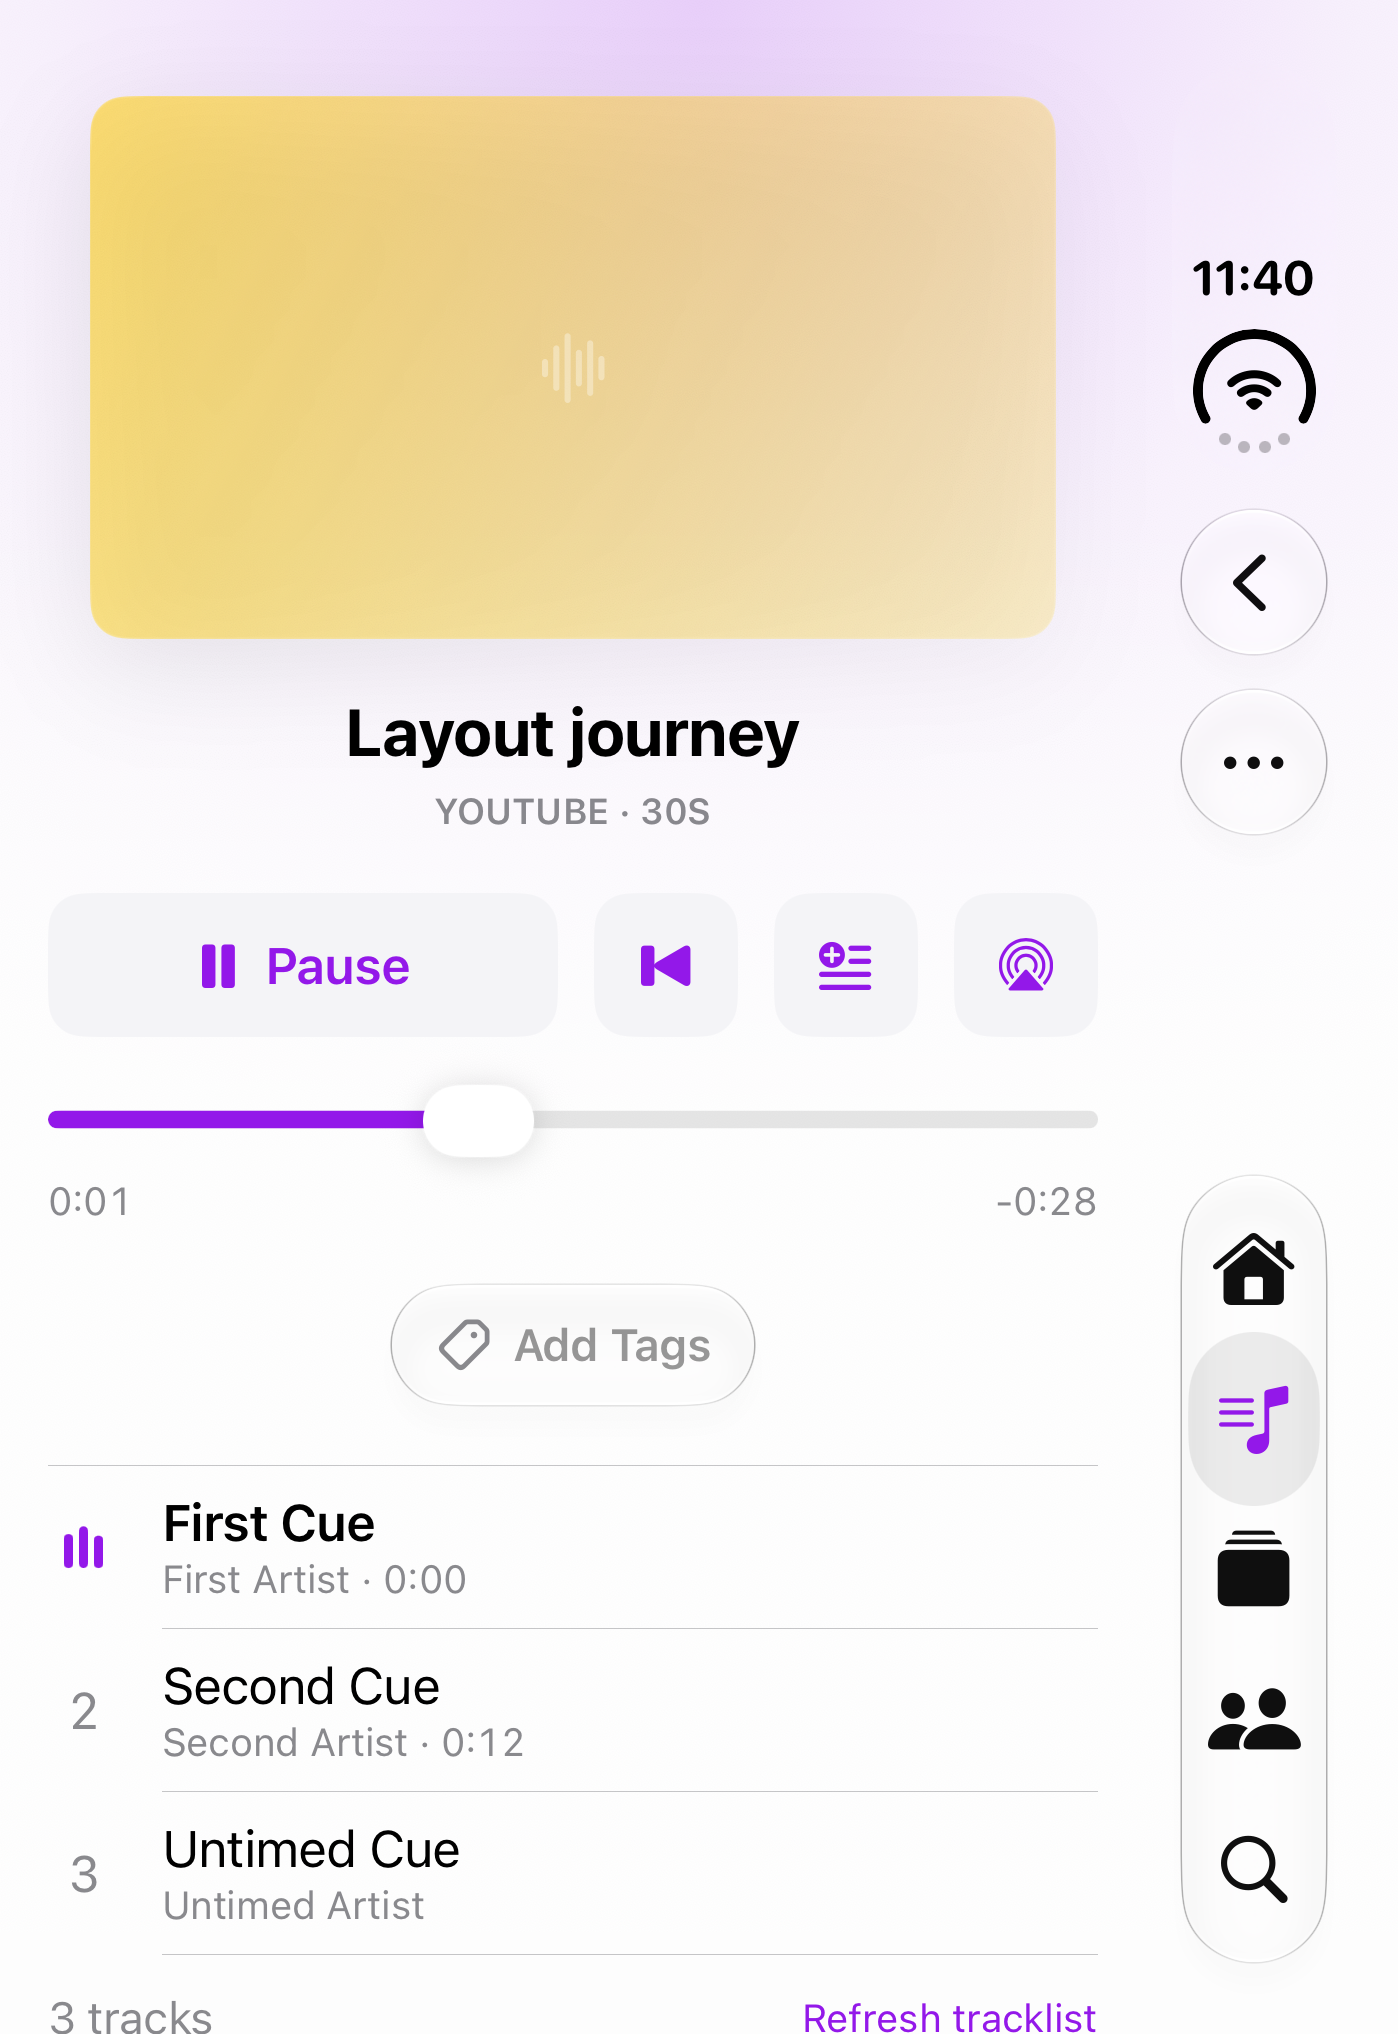 11:40
Layout journey
YOUTUBE · 30S
Pause
0:01
-0:28
Add Tags
First Cue
First Artist · 0:00
2
Second Cue
Second Artist · 0:12
3
Untimed Cue
Untimed Artist
3 tracks
Refresh tracklist